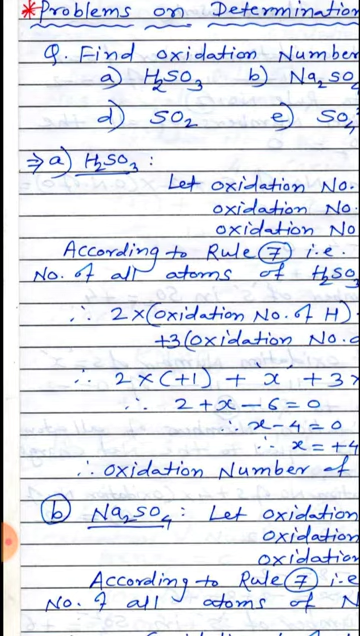 *Problems on Determination
Q. Find Oxidation Number
a) H₂SO₃ b) Na₂SO
d) SO₂ e) SO₄
⇒ a) H₂SO₃ :
Let oxidation No.
oxidation No.
oxidation No
According to Rule ⑦ i.e.
No. of all atoms of H₂SO₃
∴ 2×(oxidation No. of H)
+3(oxidation No. o
∴ 2×(+1) + 'x' + 3×
∴ 2+x-6=0
∴ x-4=0
∴ x=+4
∴ Oxidation Number of
ⓑ Na₂SO₄ : Let oxidation
oxidation
oxidation
According to Rule ⑦ i.e
No. of all atoms of N